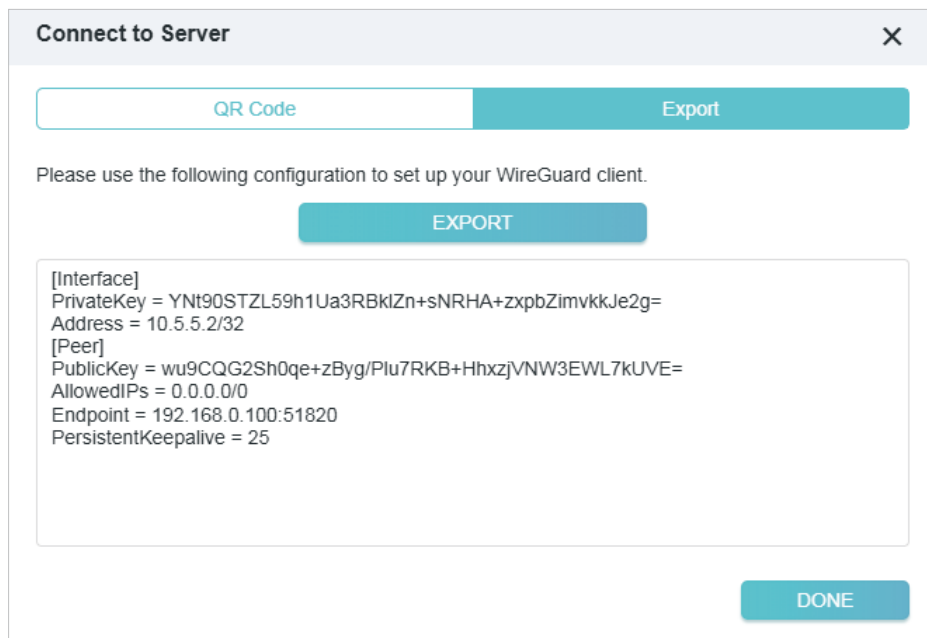 Connect to Server
QR Code
Export
Please use the following configuration to set up your WireGuard client.
EXPORT
[Interface]
PrivateKey = YNt90STZL59h1Ua3RBklZn+sNRHA+zxpbZimvkkJe2g=
Address = 10.5.5.2/32
[Peer]
PublicKey = wu9CQG2Sh0qe+zByg/Plu7RKB+HhxzjVNW3EWL7kUVE=
AllowedIPs = 0.0.0.0/0
Endpoint = 192.168.0.100:51820
PersistentKeepalive = 25
DONE